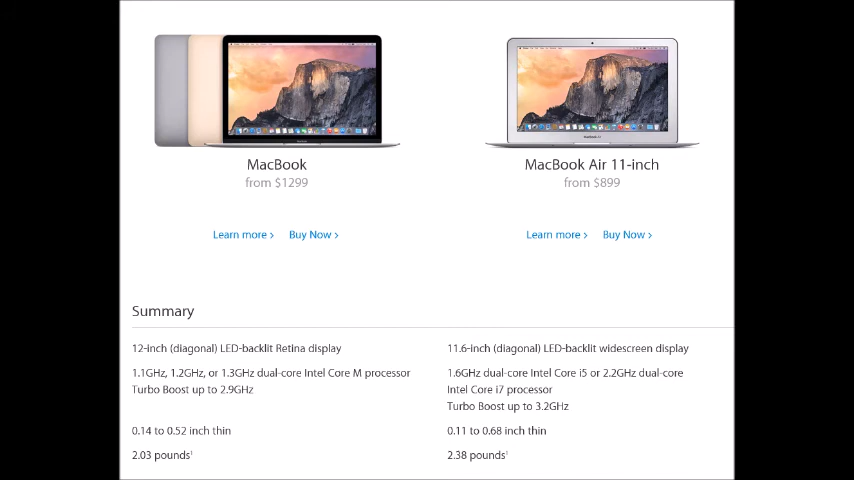 MacBook
from $1299
Learn more >
Buy Now >
MacBook Air 11-inch
from $899
Learn more >
Buy Now >
Summary
12-inch (diagonal) LED-backlit Retina display
1.1GHz, 1.2GHz, or 1.3GHz dual-core Intel Core M processor
Turbo Boost up to 2.9GHz
0.14 to 0.52 inch thin
2.03 pounds¹
11.6-inch (diagonal) LED-backlit widescreen display
1.6GHz dual-core Intel Core i5 or 2.2GHz dual-core
Intel Core i7 processor
Turbo Boost up to 3.2GHz
0.11 to 0.68 inch thin
2.38 pounds¹